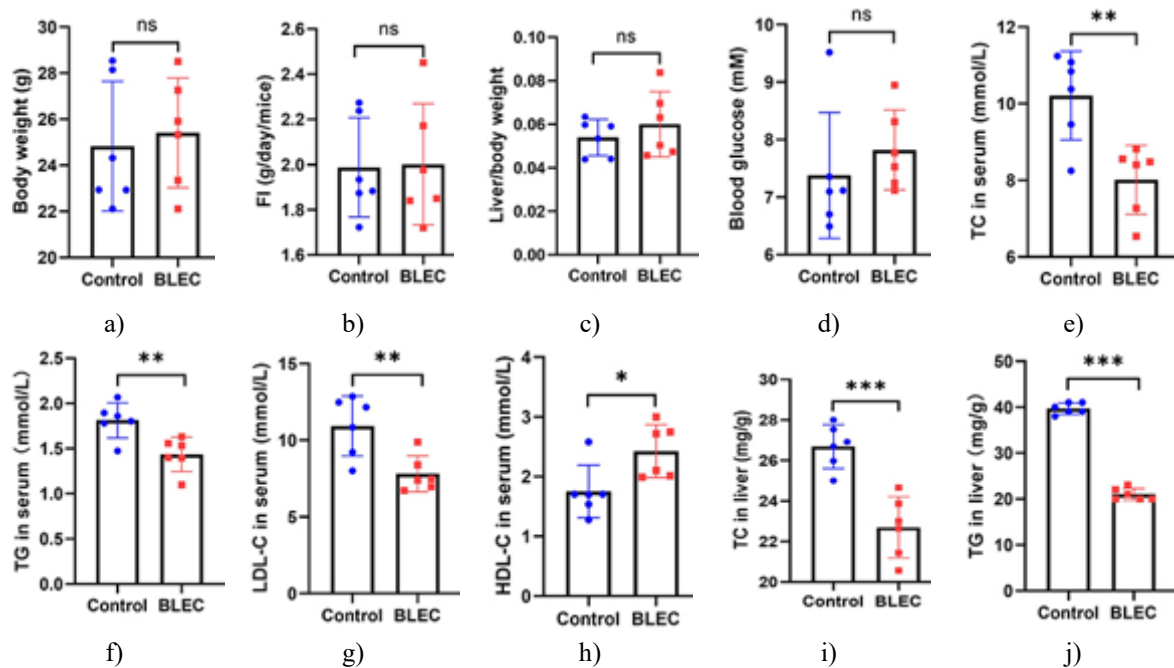 Body weight (g)
30
28
26
24
22
20
ns
Control BLEC
a)
FI (g/day/mice)
2.6
2.4
2.2
2.0
1.8
1.6
ns
Control BLEC
b)
Liver/body weight
0.10
0.08
0.06
0.04
0.02
0.00
ns
Control BLEC
c)
Blood glucose (mM)
10
9
8
7
6
ns
Control BLEC
d)
TC in serum (mmol/L)
12
10
8
6
**
Control BLEC
e)
TG in serum (mmol/L)
2.5
2.0
1.5
1.0
0.5
0.0
**
Control BLEC
f)
LDL-C in serum (mmol/L)
15
10
5
0
**
Control BLEC
g)
HDL-C in serum (mmol/L)
4
3
2
1
0
*
Control BLEC
h)
TC in liver (mg/g)
30
28
26
24
22
20
***
Control BLEC
i)
TG in liver (mg/g)
50
40
30
20
10
0
***
Control BLEC
j)